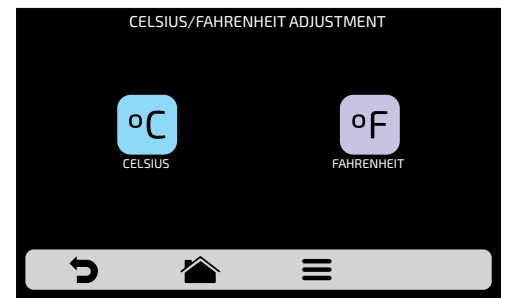 CELSIUS/FAHRENHEIT ADJUSTMENT
ºC
ºF
CELSIUS
FAHRENHEIT